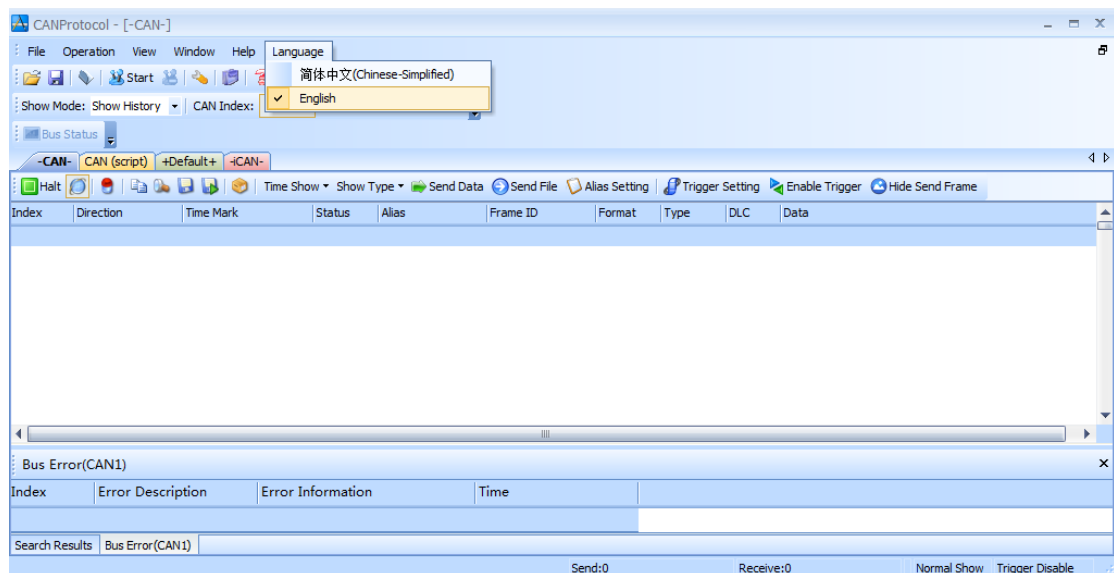 CANProtocol - [-CAN-]
File Operation View Window Help Language
Start
简体中文(Chinese-Simplified)
Show Mode: Show History CAN Index:
English
Bus Status
-CAN- CAN (script) +Default+ -iCAN-
Halt Time Show Show Type Send Data Send File Alias Setting Trigger Setting Enable Trigger Hide Send Frame
Index Direction Time Mark Status Alias Frame ID Format Type DLC Data
Bus Error(CAN1)
Index Error Description Error Information Time
Search Results Bus Error(CAN1)
Send:0 Receive:0 Normal Show Trigger Disable